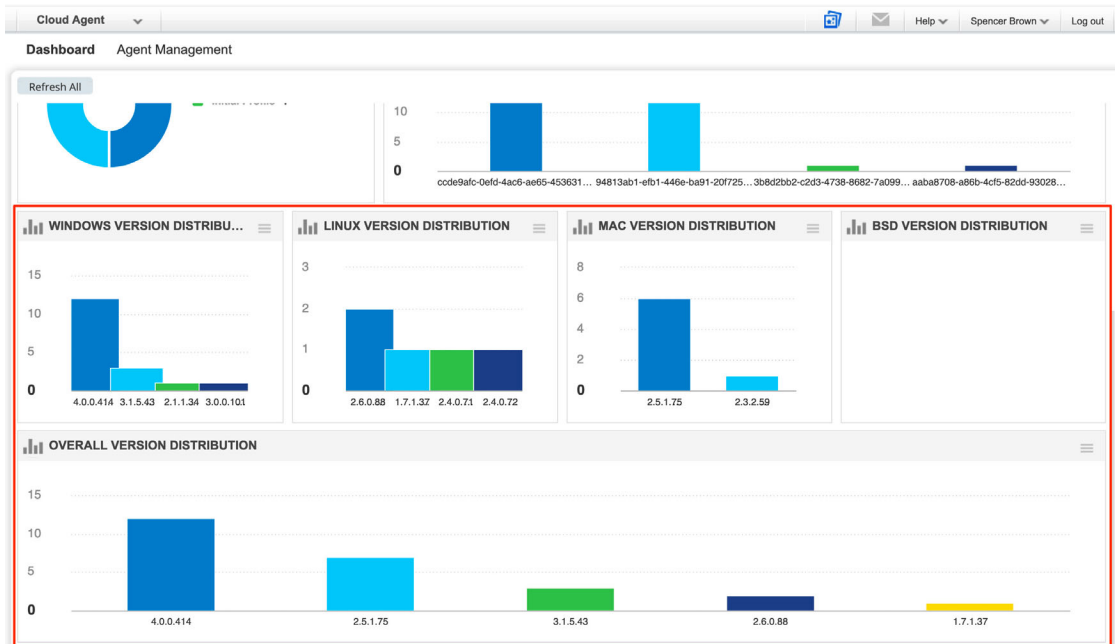 Cloud Agent
Help
Spencer Brown
Log out
Dashboard
Agent Management
Refresh All
10
5
0
ccde9afc-0efd-4ac6-ae65-453631... 94813ab1-efb1-446e-ba91-20f725... 3b8d2bb2-c2d3-4738-8682-7a099... aaba8708-a86b-4cf5-82dd-93028...
WINDOWS VERSION DISTRIBU...
15
10
5
0
4.0.0.414 3.1.5.43 2.1.1.34 3.0.0.101
LINUX VERSION DISTRIBUTION
3
2
1
0
2.6.0.88 1.7.1.37 2.4.0.71 2.4.0.72
MAC VERSION DISTRIBUTION
8
6
4
2
0
2.5.1.75 2.3.2.59
BSD VERSION DISTRIBUTION
OVERALL VERSION DISTRIBUTION
15
10
5
0
4.0.0.414 2.5.1.75 3.1.5.43 2.6.0.88 1.7.1.37